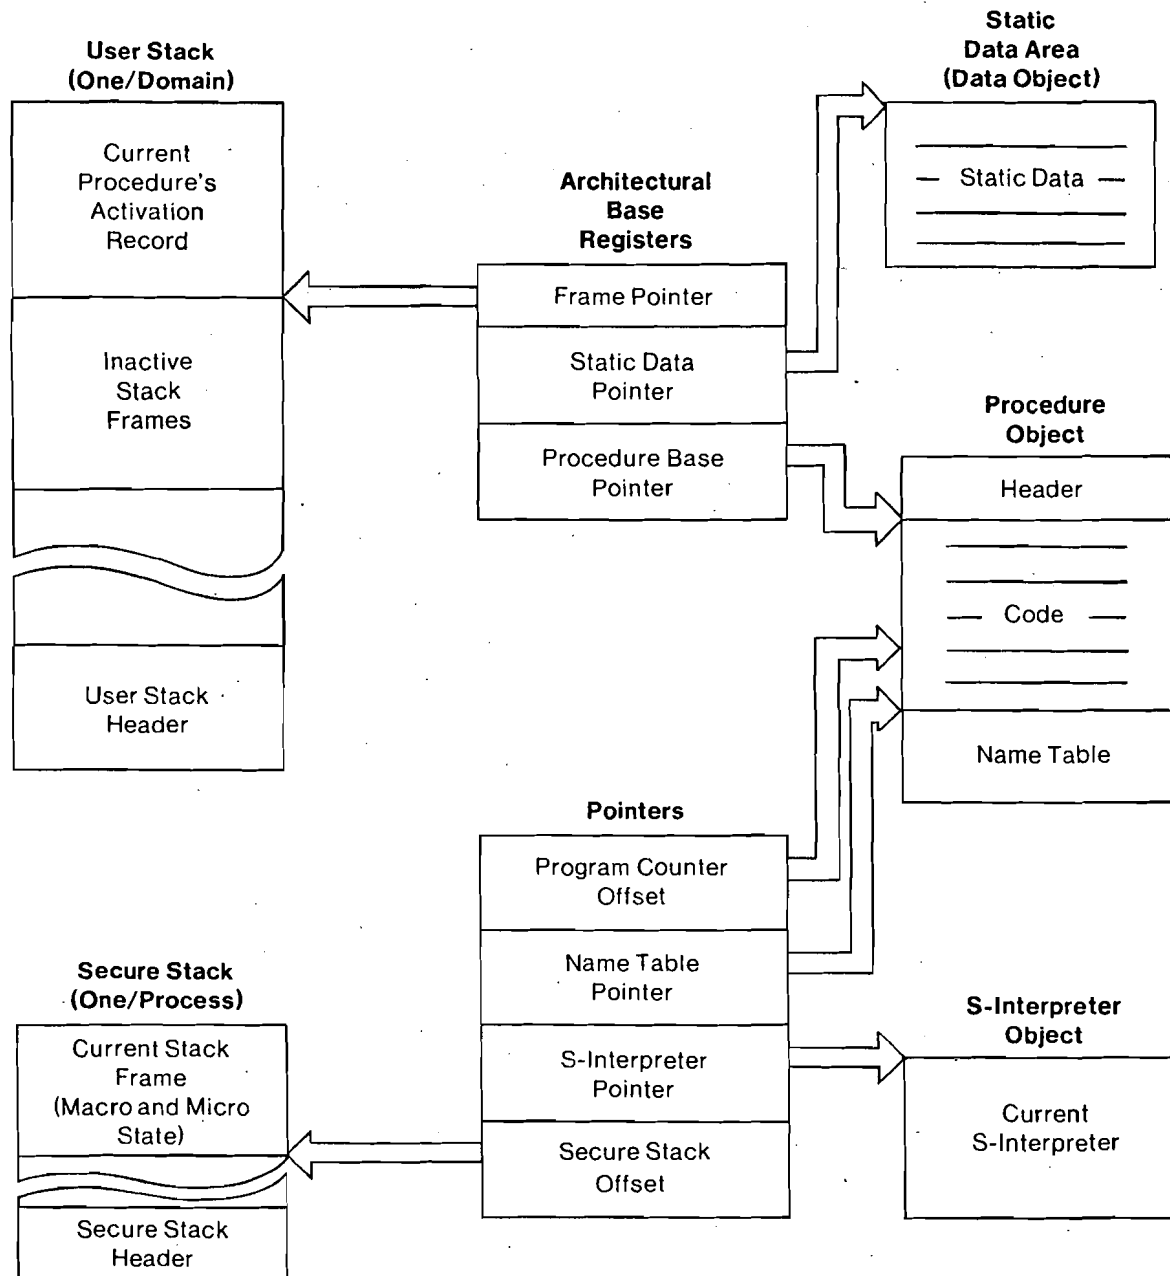 User Stack
(One/Domain)
Current
Procedure's
Activation
Record
Inactive
Stack
Frames
User Stack
Header
Architectural
Base
Registers
Frame Pointer
Static Data
Pointer
Procedure Base
Pointer
Static
Data Area
(Data Object)
Static Data
Procedure
Object
Header
Code
Name Table
Pointers
Program Counter
Offset
Name Table
Pointer
S-Interpreter
Pointer
Secure Stack
Offset
Secure Stack
(One/Process)
Current Stack
Frame
(Macro and Micro
State)
Secure Stack
Header
S-Interpreter
Object
Current
S-Interpreter